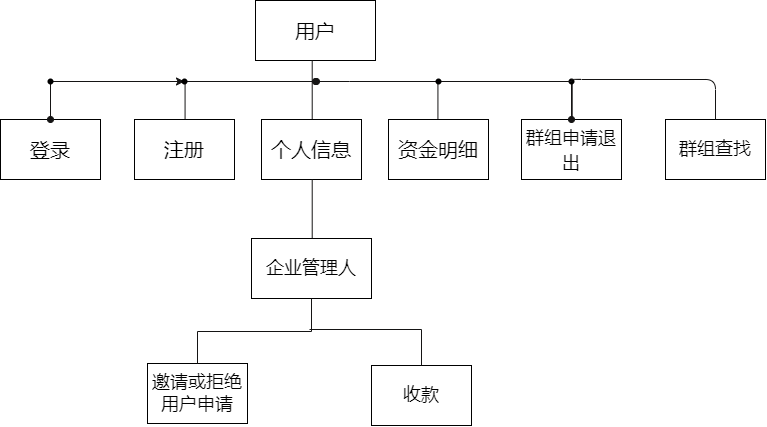 用户
登录
注册
个人信息
资金明细
群组申请退
出
群组查找
企业管理人
邀请或拒绝
用户申请
收款